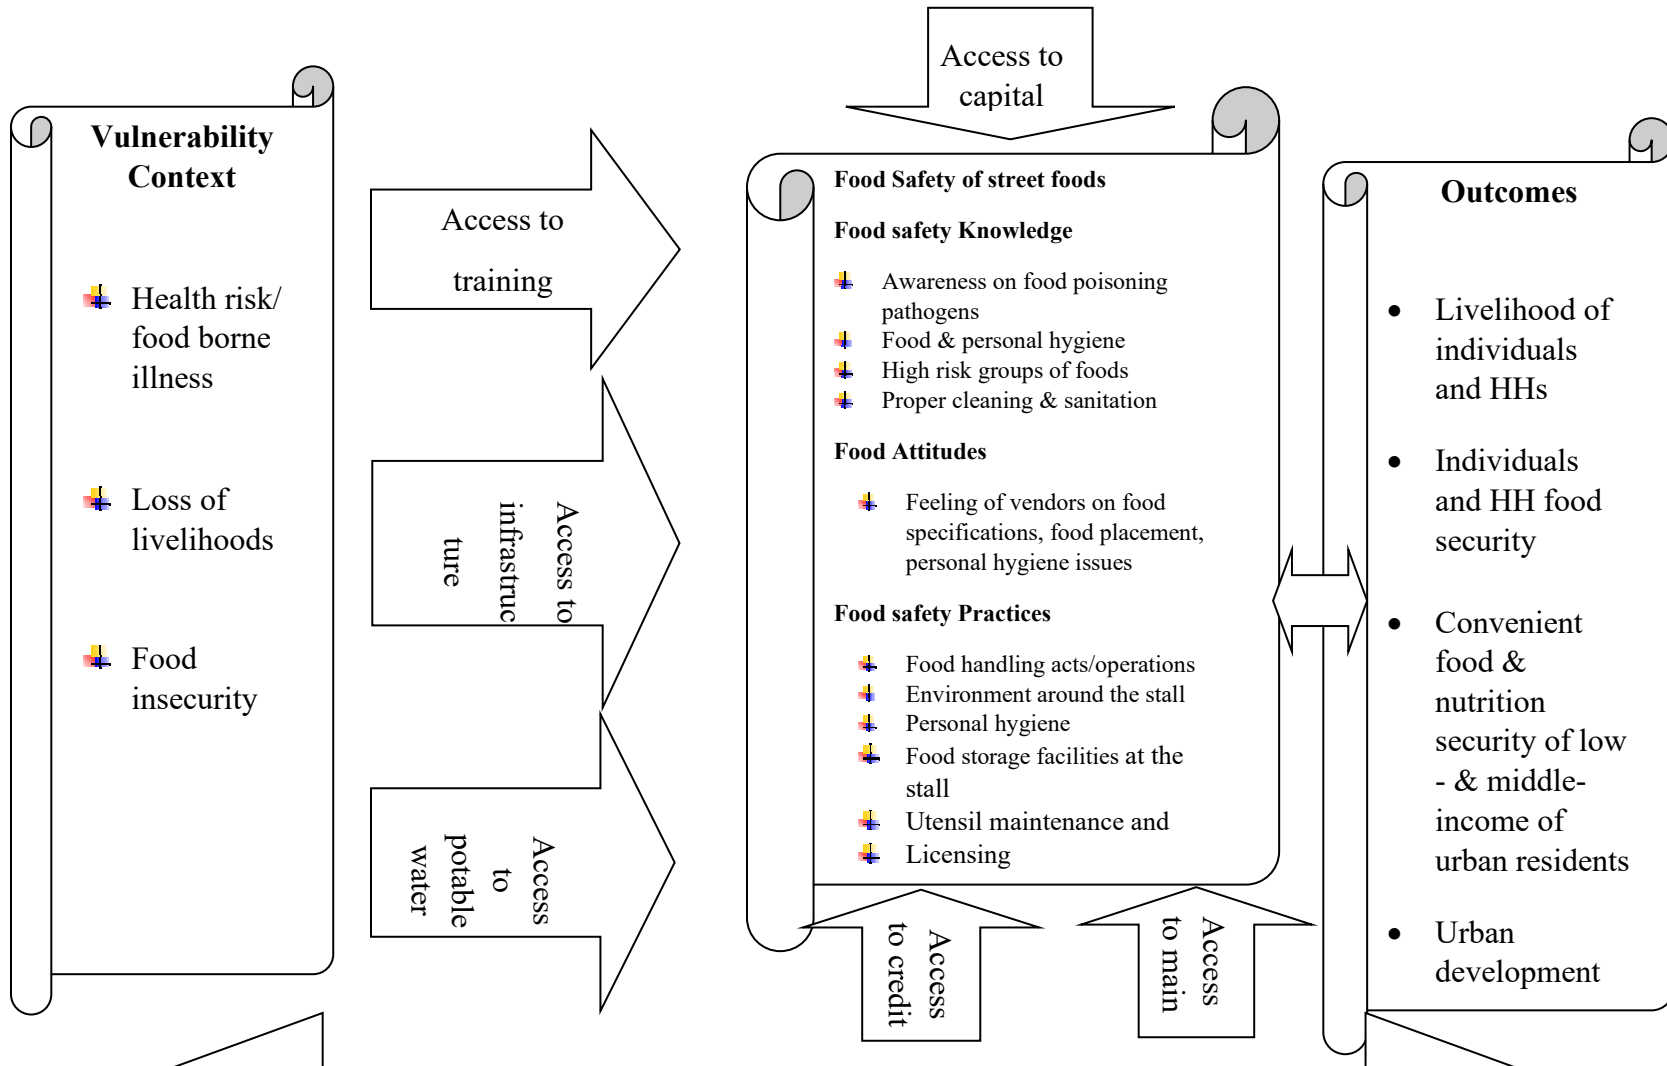 Vulnerability
Context
Health risk/
food borne
illness
Loss of
livelihoods
Food
insecurity
Access to
training
Access to
infrastruc
ture
Access
to
potable
water
Access to
capital
Food Safety of street foods
Food safety Knowledge
Awareness on food poisoning
pathogens
Food & personal hygiene
High risk groups of foods
Proper cleaning & sanitation
Food Attitudes
Feeling of vendors on food
specifications, food placement,
personal hygiene issues
Food safety Practices
Food handling acts/operations
Environment around the stall
Personal hygiene
Food storage facilities at the
stall
Utensil maintenance and
Licensing
Access
to credit
Access
to main
Outcomes
• Livelihood of
individuals
and HHs
• Individuals
and HH food
security
• Convenient
food &
nutrition
security of low
- & middle-
income of
urban residents
• Urban
development